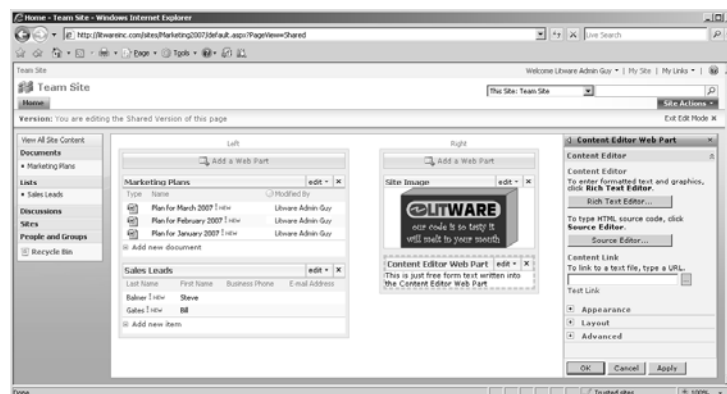 Home - Team Site - Windows Internet Explorer
http://litwareinc.com/sites/Marketing2007/default.aspx?PageView=Shared
Live Search
Page
Tools
Team Site
Welcome Litware Admin Guy
My Site
My Links
Team Site
This Site: Team Site
Home
Site Actions
Version: You are editing the Shared Version of this page
Exit Edit Mode
View All Site Content
Documents
Marketing Plans
Lists
Sales Leads
Discussions
Sites
People and Groups
Recycle Bin
Left
Add a Web Part
Marketing Plans
edit
Type Name Modified By
Plan for March 2007 ! NEW Litware Admin Guy
Plan for February 2007 ! NEW Litware Admin Guy
Plan for January 2007 ! NEW Litware Admin Guy
Add new document
Sales Leads
edit
Last Name First Name Business Phone E-mail Address
Balner ! NEW Steve
Gates ! NEW Bill
Add new item
Right
Add a Web Part
Site Image
edit
LITWARE
our code is so tasty it
will melt in your mouth
Content Editor Web Part
edit
This is just free form text written into
the Content Editor Web Part
Content Editor Web Part
Content Editor
Content Editor
To enter formatted text and graphics,
click Rich Text Editor.
Rich Text Editor...
To type HTML source code, click
Source Editor.
Source Editor...
Content Link
To link to a text file, type a URL.
Test Link
Appearance
Layout
Advanced
OK
Cancel
Apply
Done
Trusted sites
100%